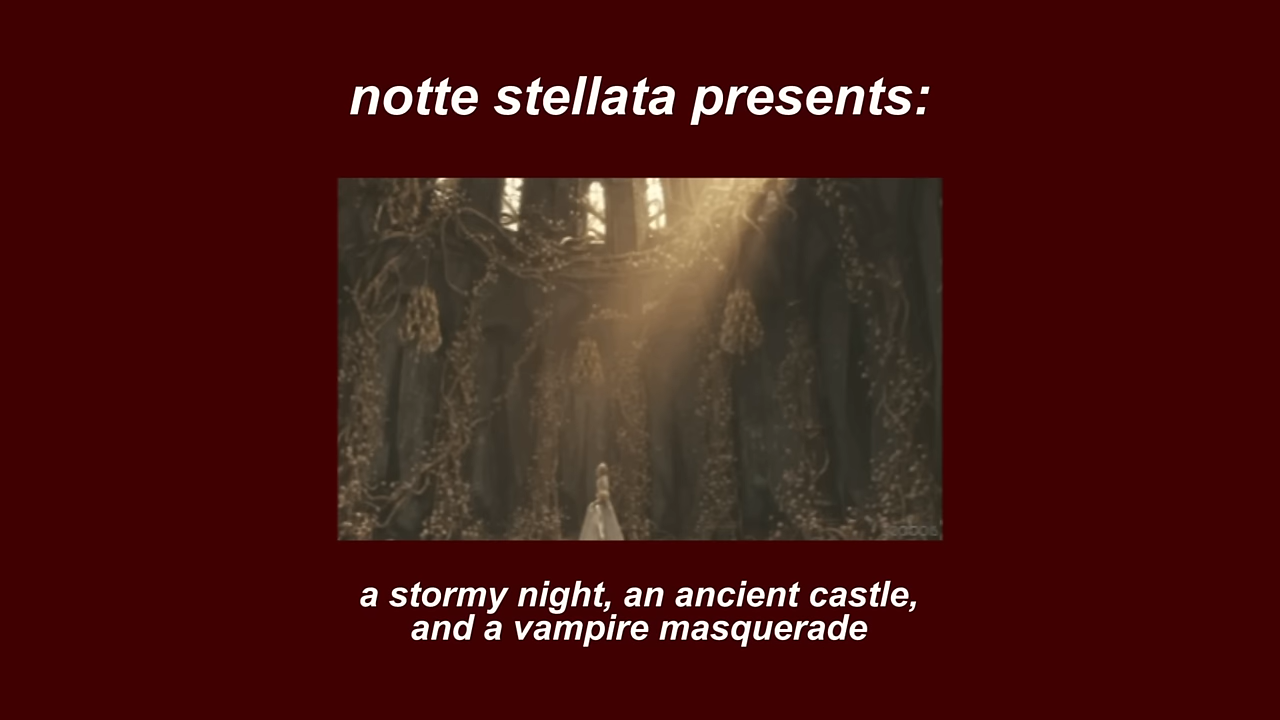 notte stellata presents:
a stormy night, an ancient castle,
and a vampire masquerade